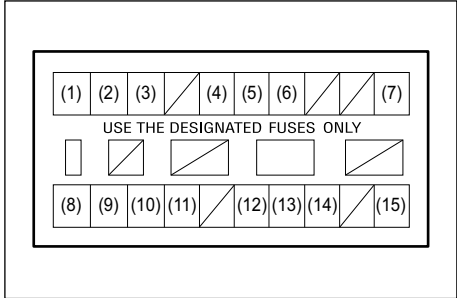 (1) (2) (3) (4) (5) (6) (7)
USE THE DESIGNATED FUSES ONLY
(8) (9) (10) (11) (12) (13) (14) (15)